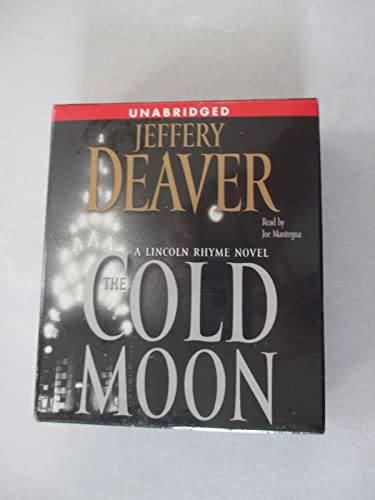 UNABRIDGED
JEFFERY
DEAVER
Read by
Joe Mantegna
A LINCOLN RHYME NOVEL
THE
COLD
MOON